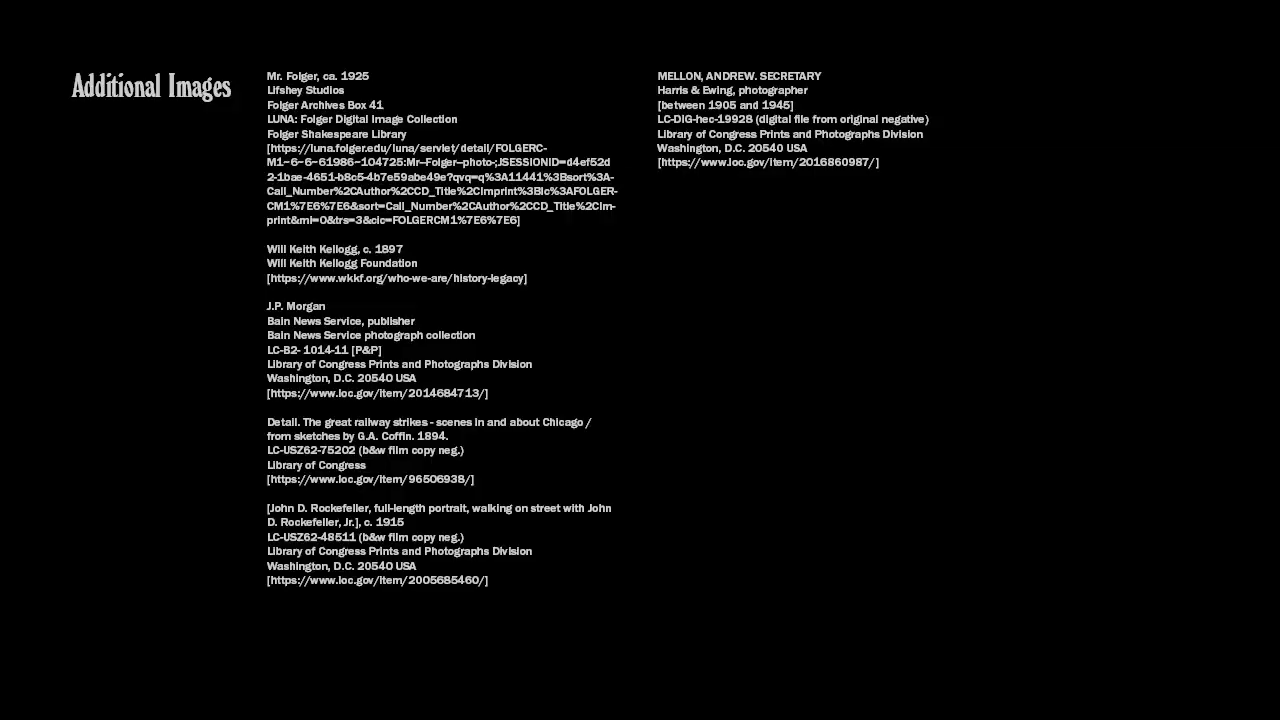 Additional Images
Mr. Folger, ca. 1925
Lifshey Studios
Folger Archives Box 41
LUNA: Folger Digital Image Collection
Folger Shakespeare Library
[https://luna.folger.edu/luna/servlet/detail/FOLGERC-
M1~6~6~61986~104725:Mr--Folger--photo-;JSESSIONID=d4ef52d
2-1bae-4651-b8c5-4b7e59abe49e?qvq=q%3A11441%3Bsort%3A-
Call_Number%2CAuthor%2CCD_Title%2CImprint%3Blc%3AFOLGER-
CM1%7E6%7E6&sort=Call_Number%2CAuthor%2CCD_Title%2CIm-
print&mi=0&trs=3&cic=FOLGERCM1%7E6%7E6]
Will Keith Kellogg, c. 1897
Will Keith Kellogg Foundation
[https://www.wkkf.org/who-we-are/history-legacy]
J.P. Morgan
Bain News Service, publisher
Bain News Service photograph collection
LC-B2- 1014-11 [P&P]
Library of Congress Prints and Photographs Division
Washington, D.C. 20540 USA
[https://www.loc.gov/item/2014684713/]
Detail. The great railway strikes - scenes in and about Chicago /
from sketches by G.A. Coffin. 1894.
LC-USZ62-75202 (b&w film copy neg.)
Library of Congress
[https://www.loc.gov/item/96506938/]
[John D. Rockefeller, full-length portrait, walking on street with John
D. Rockefeller, Jr.], c. 1915
LC-USZ62-48511 (b&w film copy neg.)
Library of Congress Prints and Photographs Division
Washington, D.C. 20540 USA
[https://www.loc.gov/item/2005685460/]
MELLON, ANDREW. SECRETARY
Harris & Ewing, photographer
[between 1905 and 1945]
LC-DIG-hec-19928 (digital file from original negative)
Library of Congress Prints and Photographs Division
Washington, D.C. 20540 USA
[https://www.loc.gov/item/2016860987/]